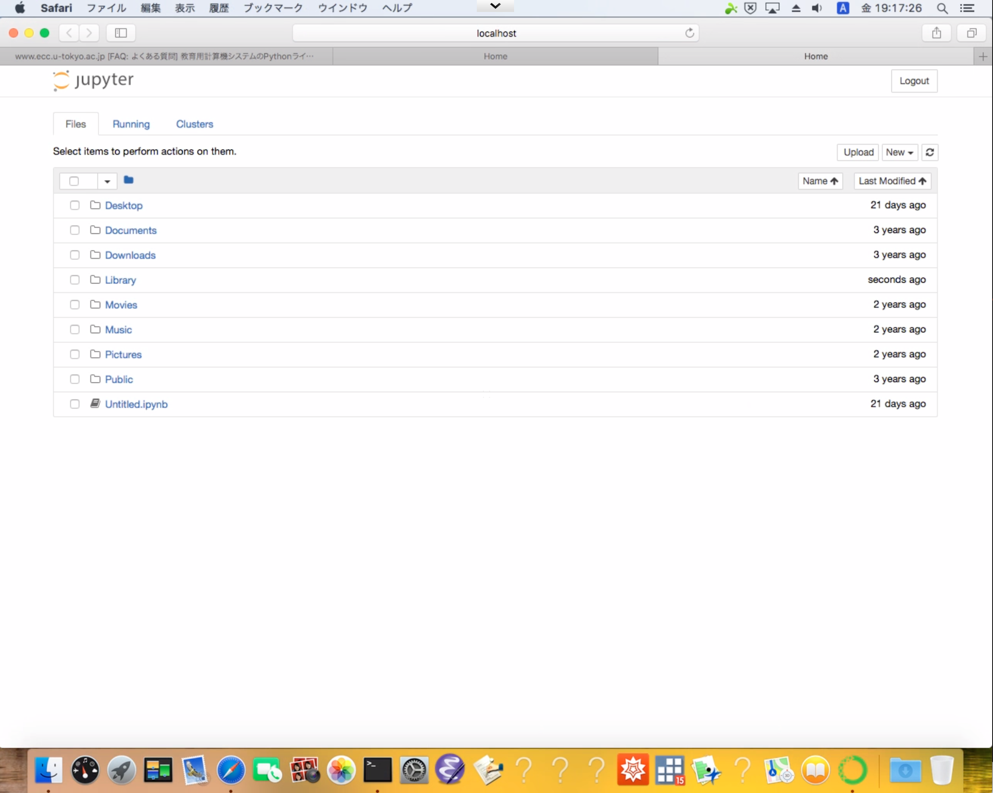 Safari ファイル 編集 表示 履歴 ブックマーク ウインドウ ヘルプ A 金 19:17:26
localhost
www.ecc.u-tokyo.ac.jp [FAQ: よくある質問] 教育用計算機システムのPythonライ… Home Home
jupyter Logout
Files Running Clusters
Select items to perform actions on them. Upload New
Name Last Modified
Desktop 21 days ago
Documents 3 years ago
Downloads 3 years ago
Library seconds ago
Movies 2 years ago
Music 2 years ago
Pictures 2 years ago
Public 3 years ago
Untitled.ipynb 21 days ago
15